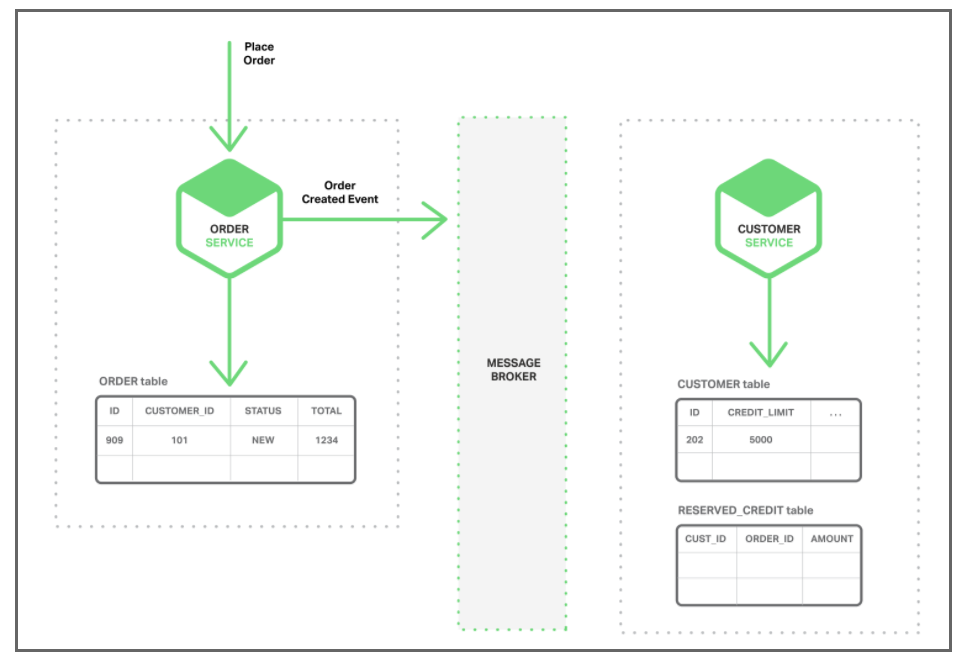 Place
Order
Order
Created Event
ORDER
SERVICE
ORDER table
ID CUSTOMER_ID STATUS TOTAL
909 101 NEW 1234
MESSAGE
BROKER
CUSTOMER
SERVICE
CUSTOMER table
ID CREDIT_LIMIT ...
202 5000
RESERVED_CREDIT table
CUST_ID ORDER_ID AMOUNT